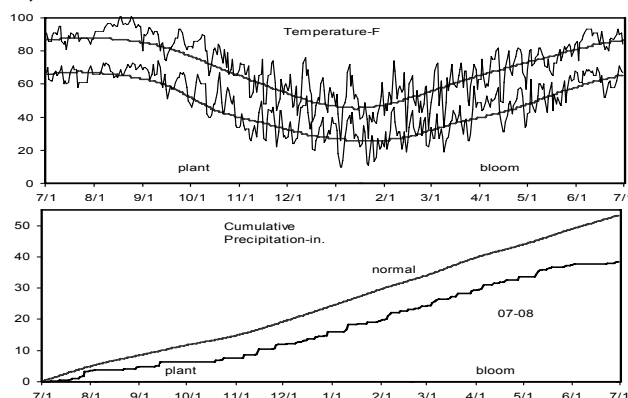 100
Temperature-F
80
60
40
20
plant
bloom
0
7/1 8/1 9/1 10/1 11/1 12/1 1/1 2/1 3/1 4/1 5/1 6/1 7/
50
Cumulative
Precipitation-in.
40
normal
30
20
07-08
10
plant
bloom
0
7/1 8/1 9/1 10/1 11/1 12/1 1/1 2/1 3/1 4/1 5/1 6/1 7/1